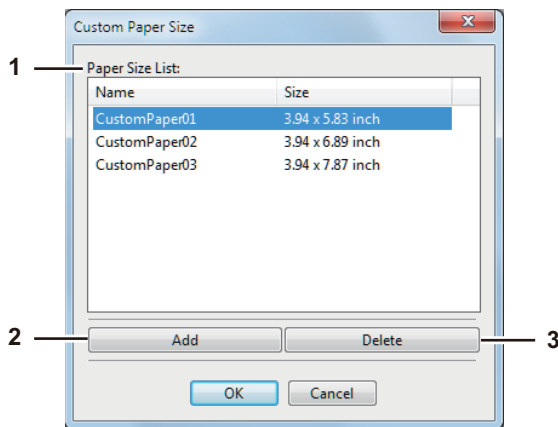 Custom Paper Size
1
Paper Size List:
Name Size
CustomPaper01 3.94 x 5.83 inch
CustomPaper02 3.94 x 6.89 inch
CustomPaper03 3.94 x 7.87 inch
2 Add Delete 3
OK Cancel